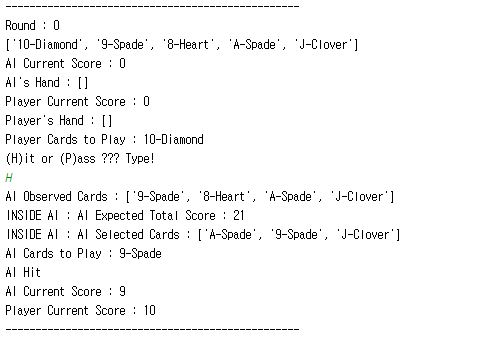 -------------------------------------------------
Round : 0
['10-Diamond', '9-Spade', '8-Heart', 'A-Spade', 'J-Clover']
AI Current Score : 0
AI's Hand : []
Player Current Score : 0
Player's Hand : []
Player Cards to Play : 10-Diamond
(H)it or (P)ass ??? Type!
H
AI Observed Cards : ['9-Spade', '8-Heart', 'A-Spade', 'J-Clover']
INSIDE AI : AI Expected Total Score : 21
INSIDE AI : AI Selected Cards : ['A-Spade', '9-Spade', 'J-Clover']
AI Cards to Play : 9-Spade
AI Hit
AI Current Score : 9
Player Current Score : 10
-------------------------------------------------